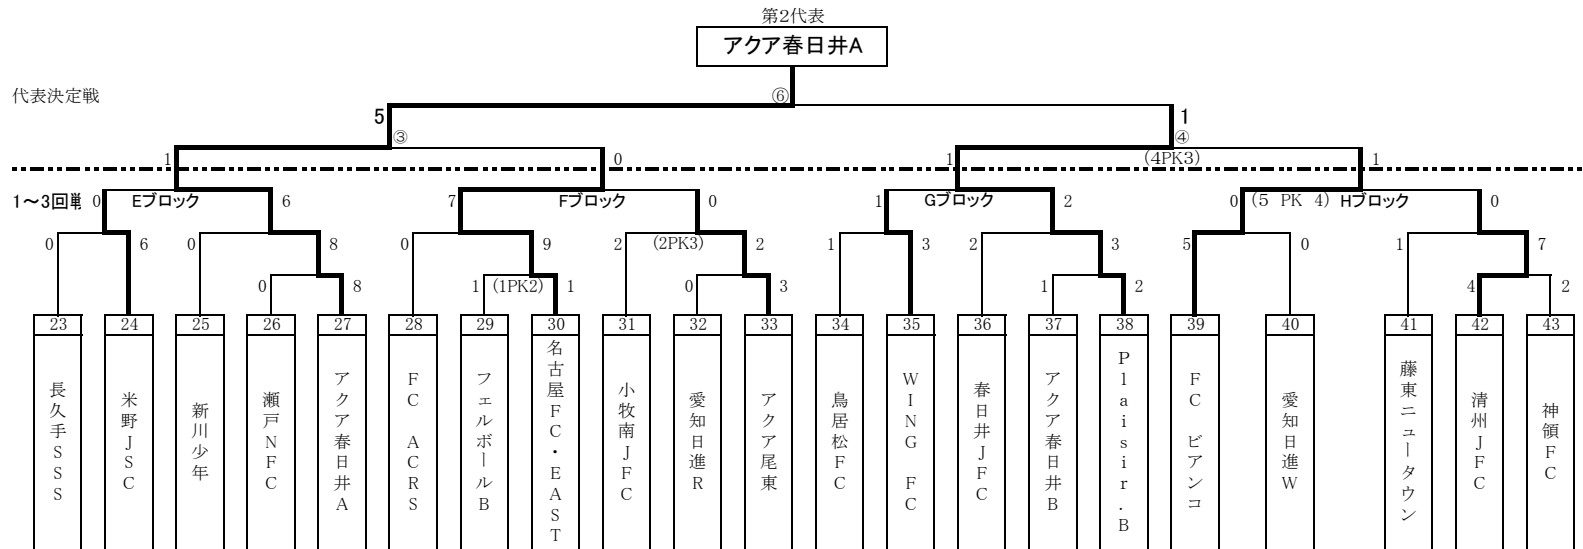 第2代表
アクア春日井A
代表決定戦
⑥
5 1
③ ④
1 0 1 (4PK3) 1
1～3回戦 0 Eブロック 6 7 Fブロック 0 1 Gブロック 2 0 (5 PK 4) Hブロック 0
0 6 0 8 0 9 2 (2PK3) 2 1 3 2 3 5 0 1 7
0 8 1 (1PK2) 1 0 3 1 2 4 2
23 24 25 26 27 28 29 30 31 32 33 34 35 36 37 38 39 40 41 42 43
長久手SSS
米野JSC
新川少年
瀬戸NFC
アクア春日井A
FC ACRS
フェルボールB
名古屋FC・EAST
小牧南JFC
愛知日進R
アクア尾東
鳥居松FC
WING FC
春日井JFC
アクア春日井B
Plaisir.B
FC ビアンコ
愛知日進W
藤東ニュータウン
清州JFC
神領FC